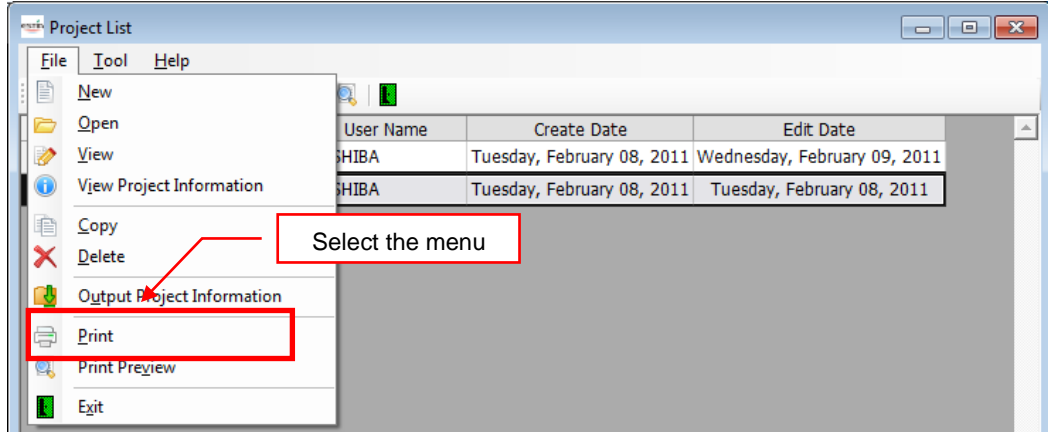 Project List
File Tool Help
New
Open
View
View Project Information
Copy
Delete
Output Project Information
Print
Print Preview
Exit
User Name Create Date Edit Date
SHIBA Tuesday, February 08, 2011 Wednesday, February 09, 2011
SHIBA Tuesday, February 08, 2011 Tuesday, February 08, 2011
Select the menu